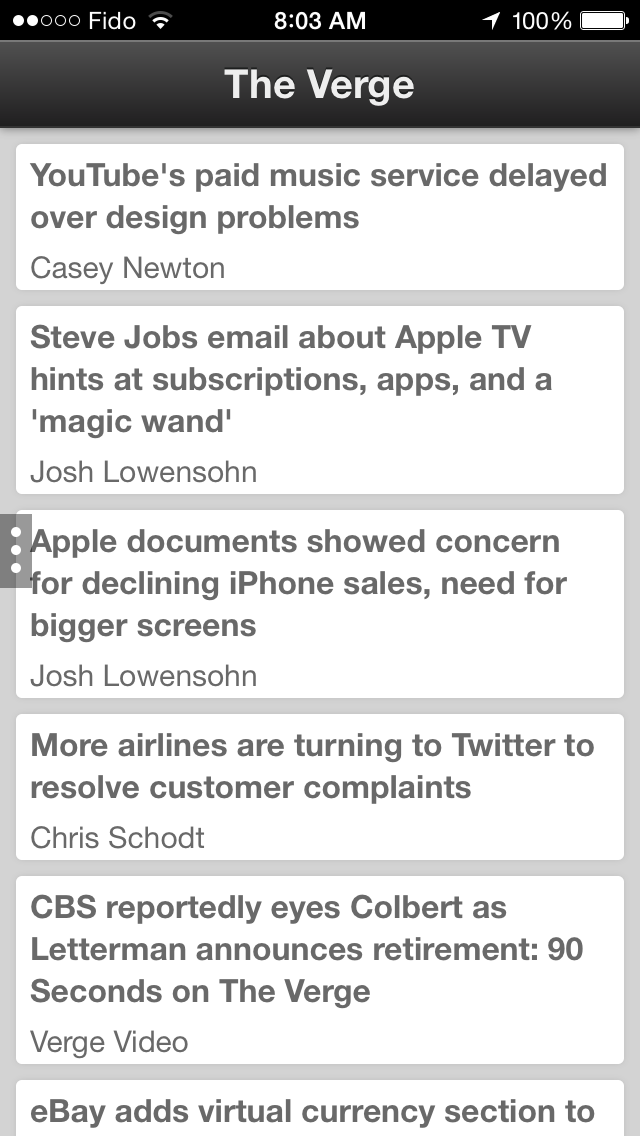 Fido 8:03 AM 100%
The Verge
YouTube's paid music service delayed
over design problems
Casey Newton
Steve Jobs email about Apple TV
hints at subscriptions, apps, and a
'magic wand'
Josh Lowensohn
Apple documents showed concern
for declining iPhone sales, need for
bigger screens
Josh Lowensohn
More airlines are turning to Twitter to
resolve customer complaints
Chris Schodt
CBS reportedly eyes Colbert as
Letterman announces retirement: 90
Seconds on The Verge
Verge Video
eBay adds virtual currency section to